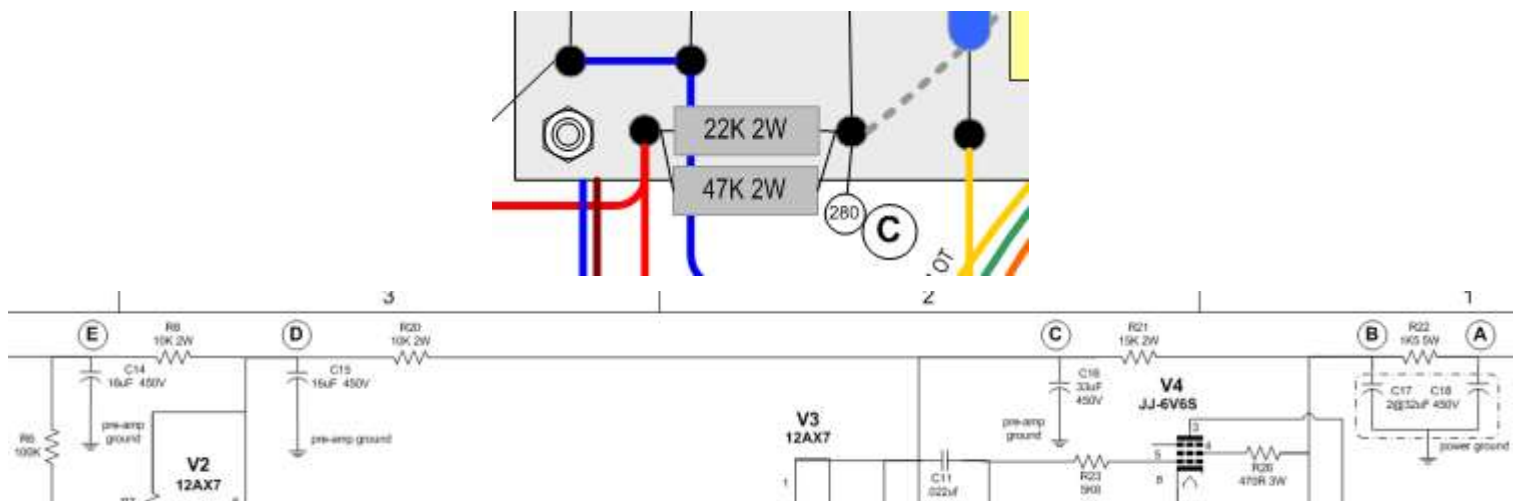 22K 2W
47K 2W
280
C
OT
3
2
1
E
R8
10K 2W
D
R20
10K 2W
C
R21
15K 2W
B
R22
1K5 5W
A
C14
16uF 450V
C15
16uF 450V
C16
33uF
450V
V4
JJ-6V6S
C17
C18
2@32uF 450V
pre-amp
ground
pre-amp ground
pre-amp
ground
power ground
R6
100K
V2
12AX7
V3
12AX7
1
C11
.022uf
R23
5K6
3
4
5
8
R26
470R 3W